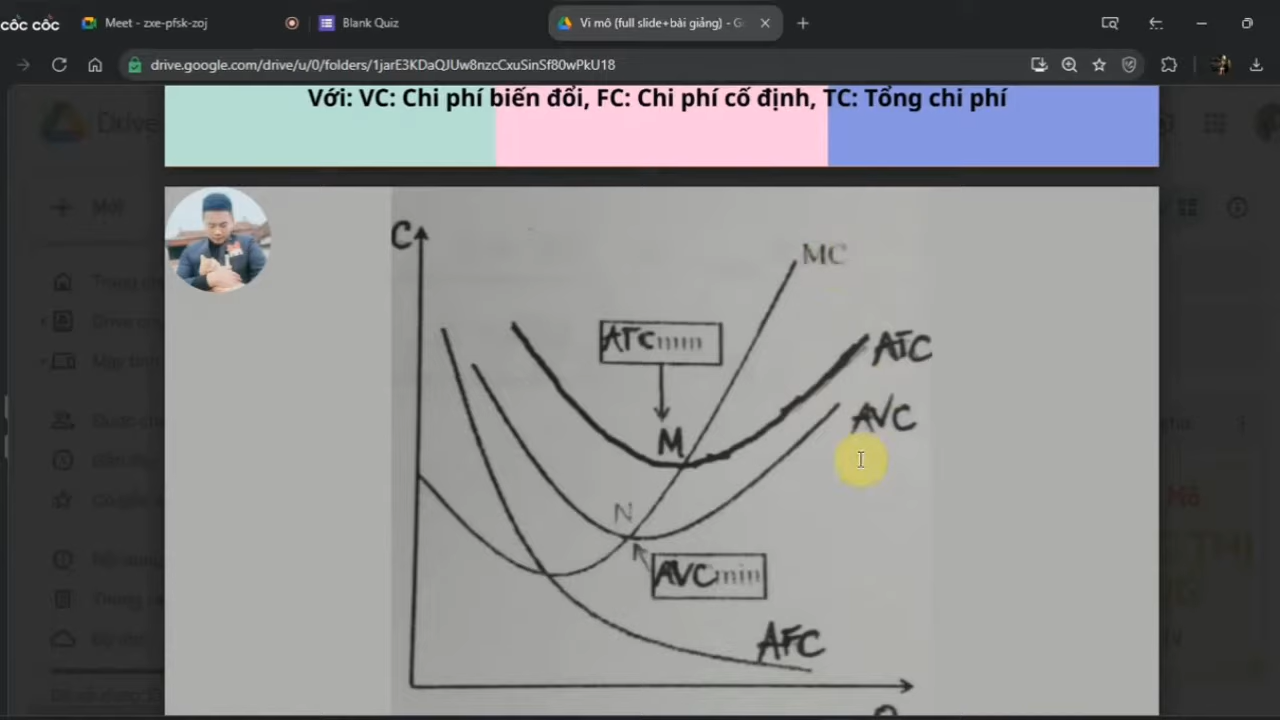 cốc cốc
Meet - zxe-pfsk-zoj
Blank Quiz
Vi mô (full slide+bài giảng) - G
drive.google.com/drive/u/0/folders/1jarE3KDaQJUw8nzcCxuSinSf80wPkU18
Drive
Mới
Với: VC: Chi phí biến đổi, FC: Chi phí cố định, TC: Tổng chi phí
C
MC
ATCmin
ATC
M
AVC
N
AVCmin
AFC